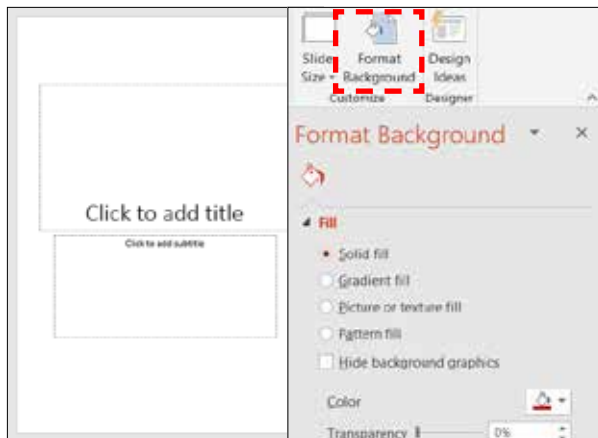 Slide Format Design
Size Background Ideas
Customize Designer
Format Background
Fill
Solid fill
Gradient fill
Picture or texture fill
Pattern fill
Hide background graphics
Color
Transparency 0%
Click to add title
Click to add subtitle